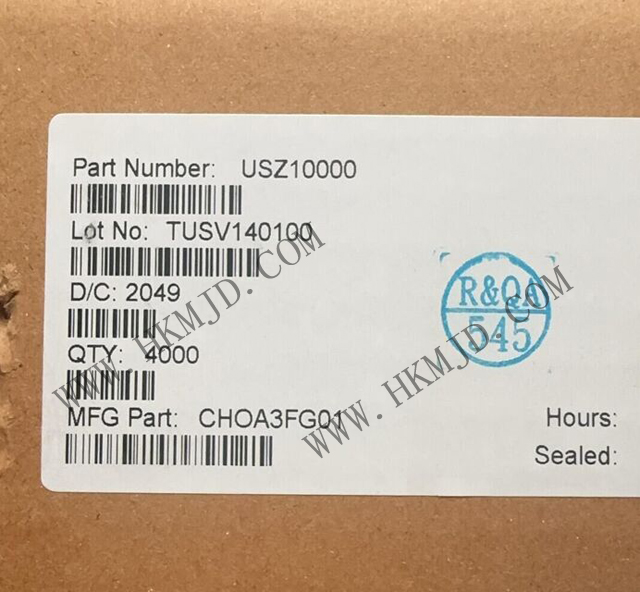 Part Number: USZ10000
Lot No: TUSV140100
D/C: 2049
QTY: 4000
MFG Part: CHOA3FG01
R&QA
545
Hours:
Sealed:
WWW.HKMJD.COM
WWW.HKMJD.COM